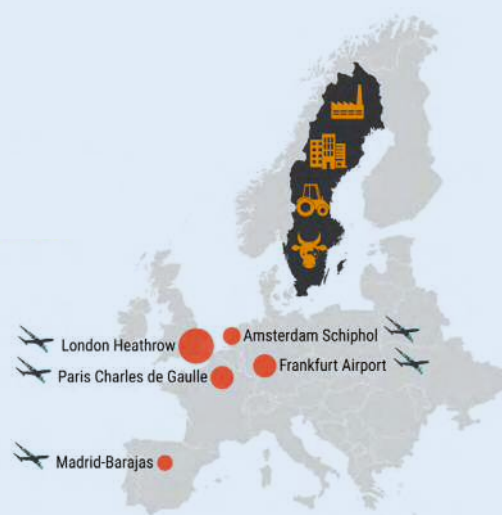 Amsterdam Schiphol
London Heathrow
Frankfurt Airport
Paris Charles de Gaulle
Madrid-Barajas